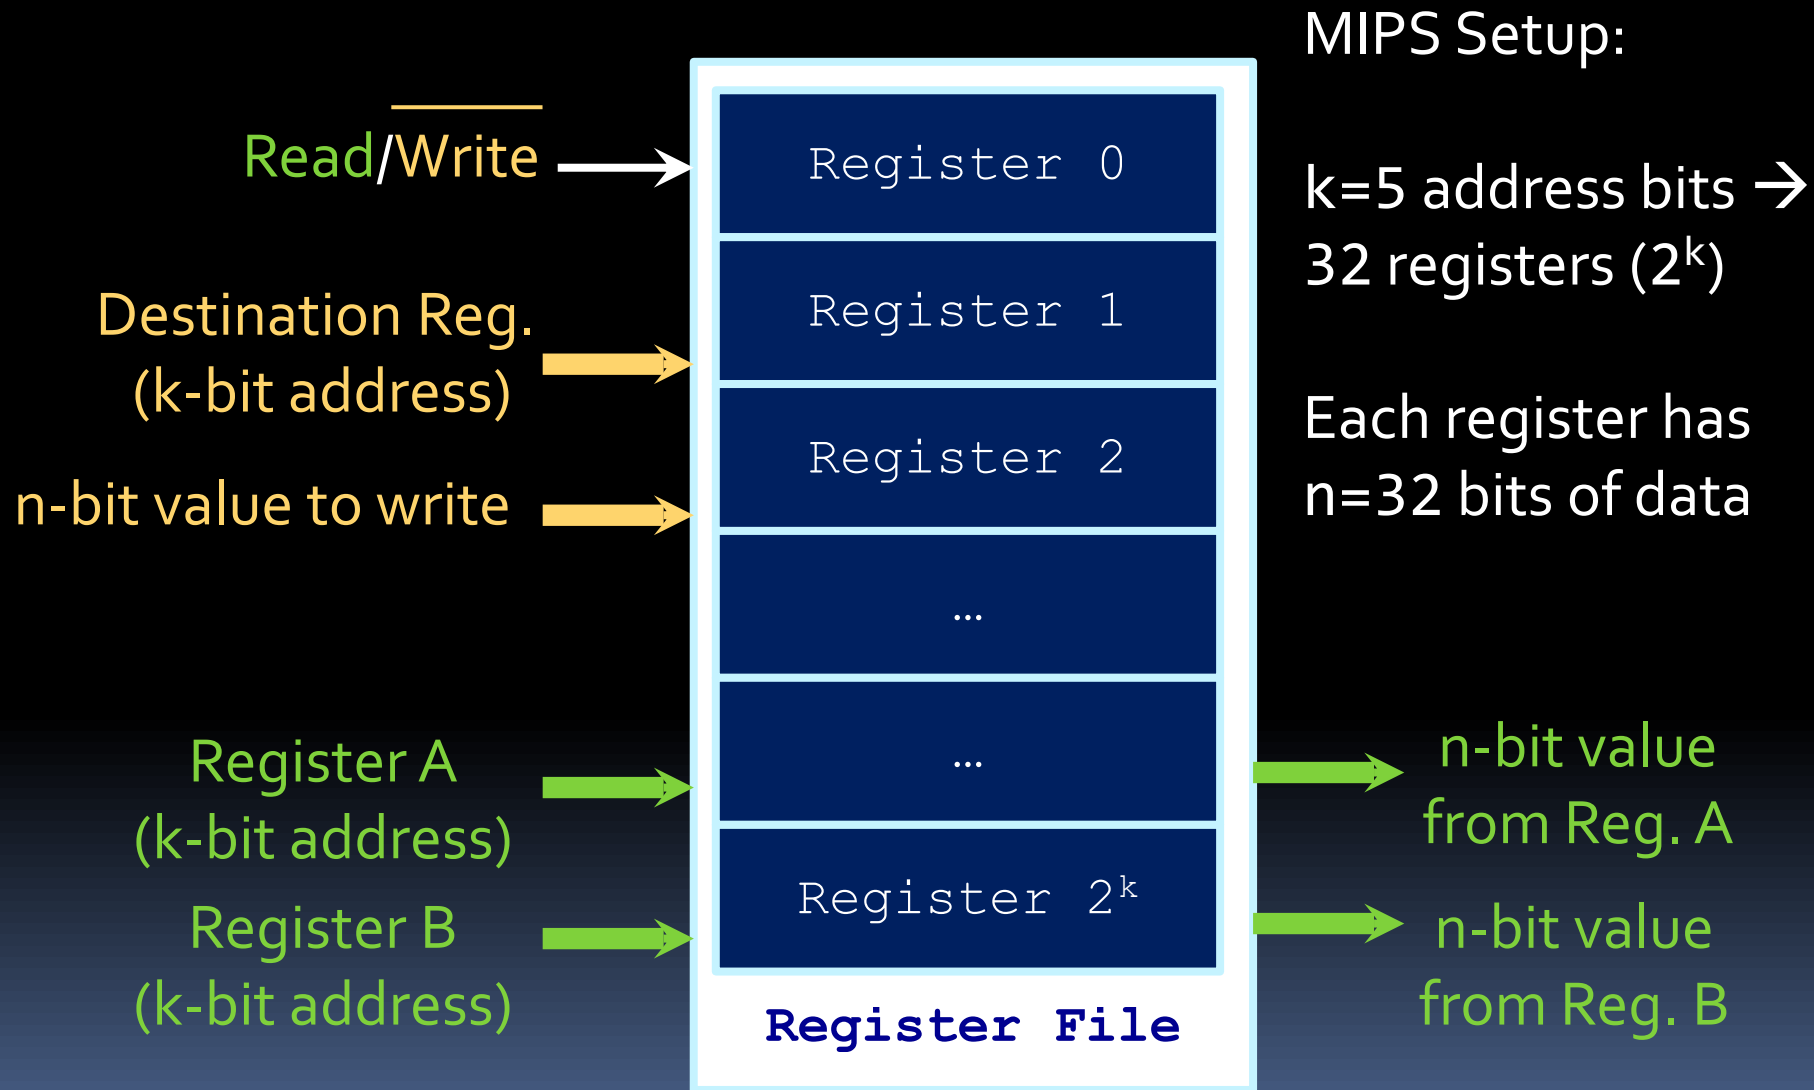 MIPS Setup:
k=5 address bits →
32 registers (2ᵏ)
Each register has
n=32 bits of data
Read/W̅r̅i̅t̅e̅
Destination Reg.
(k-bit address)
n-bit value to write
Register A
(k-bit address)
Register B
(k-bit address)
Register 0
Register 1
Register 2
…
…
Register 2ᵏ
Register File
n-bit value
from Reg. A
n-bit value
from Reg. B